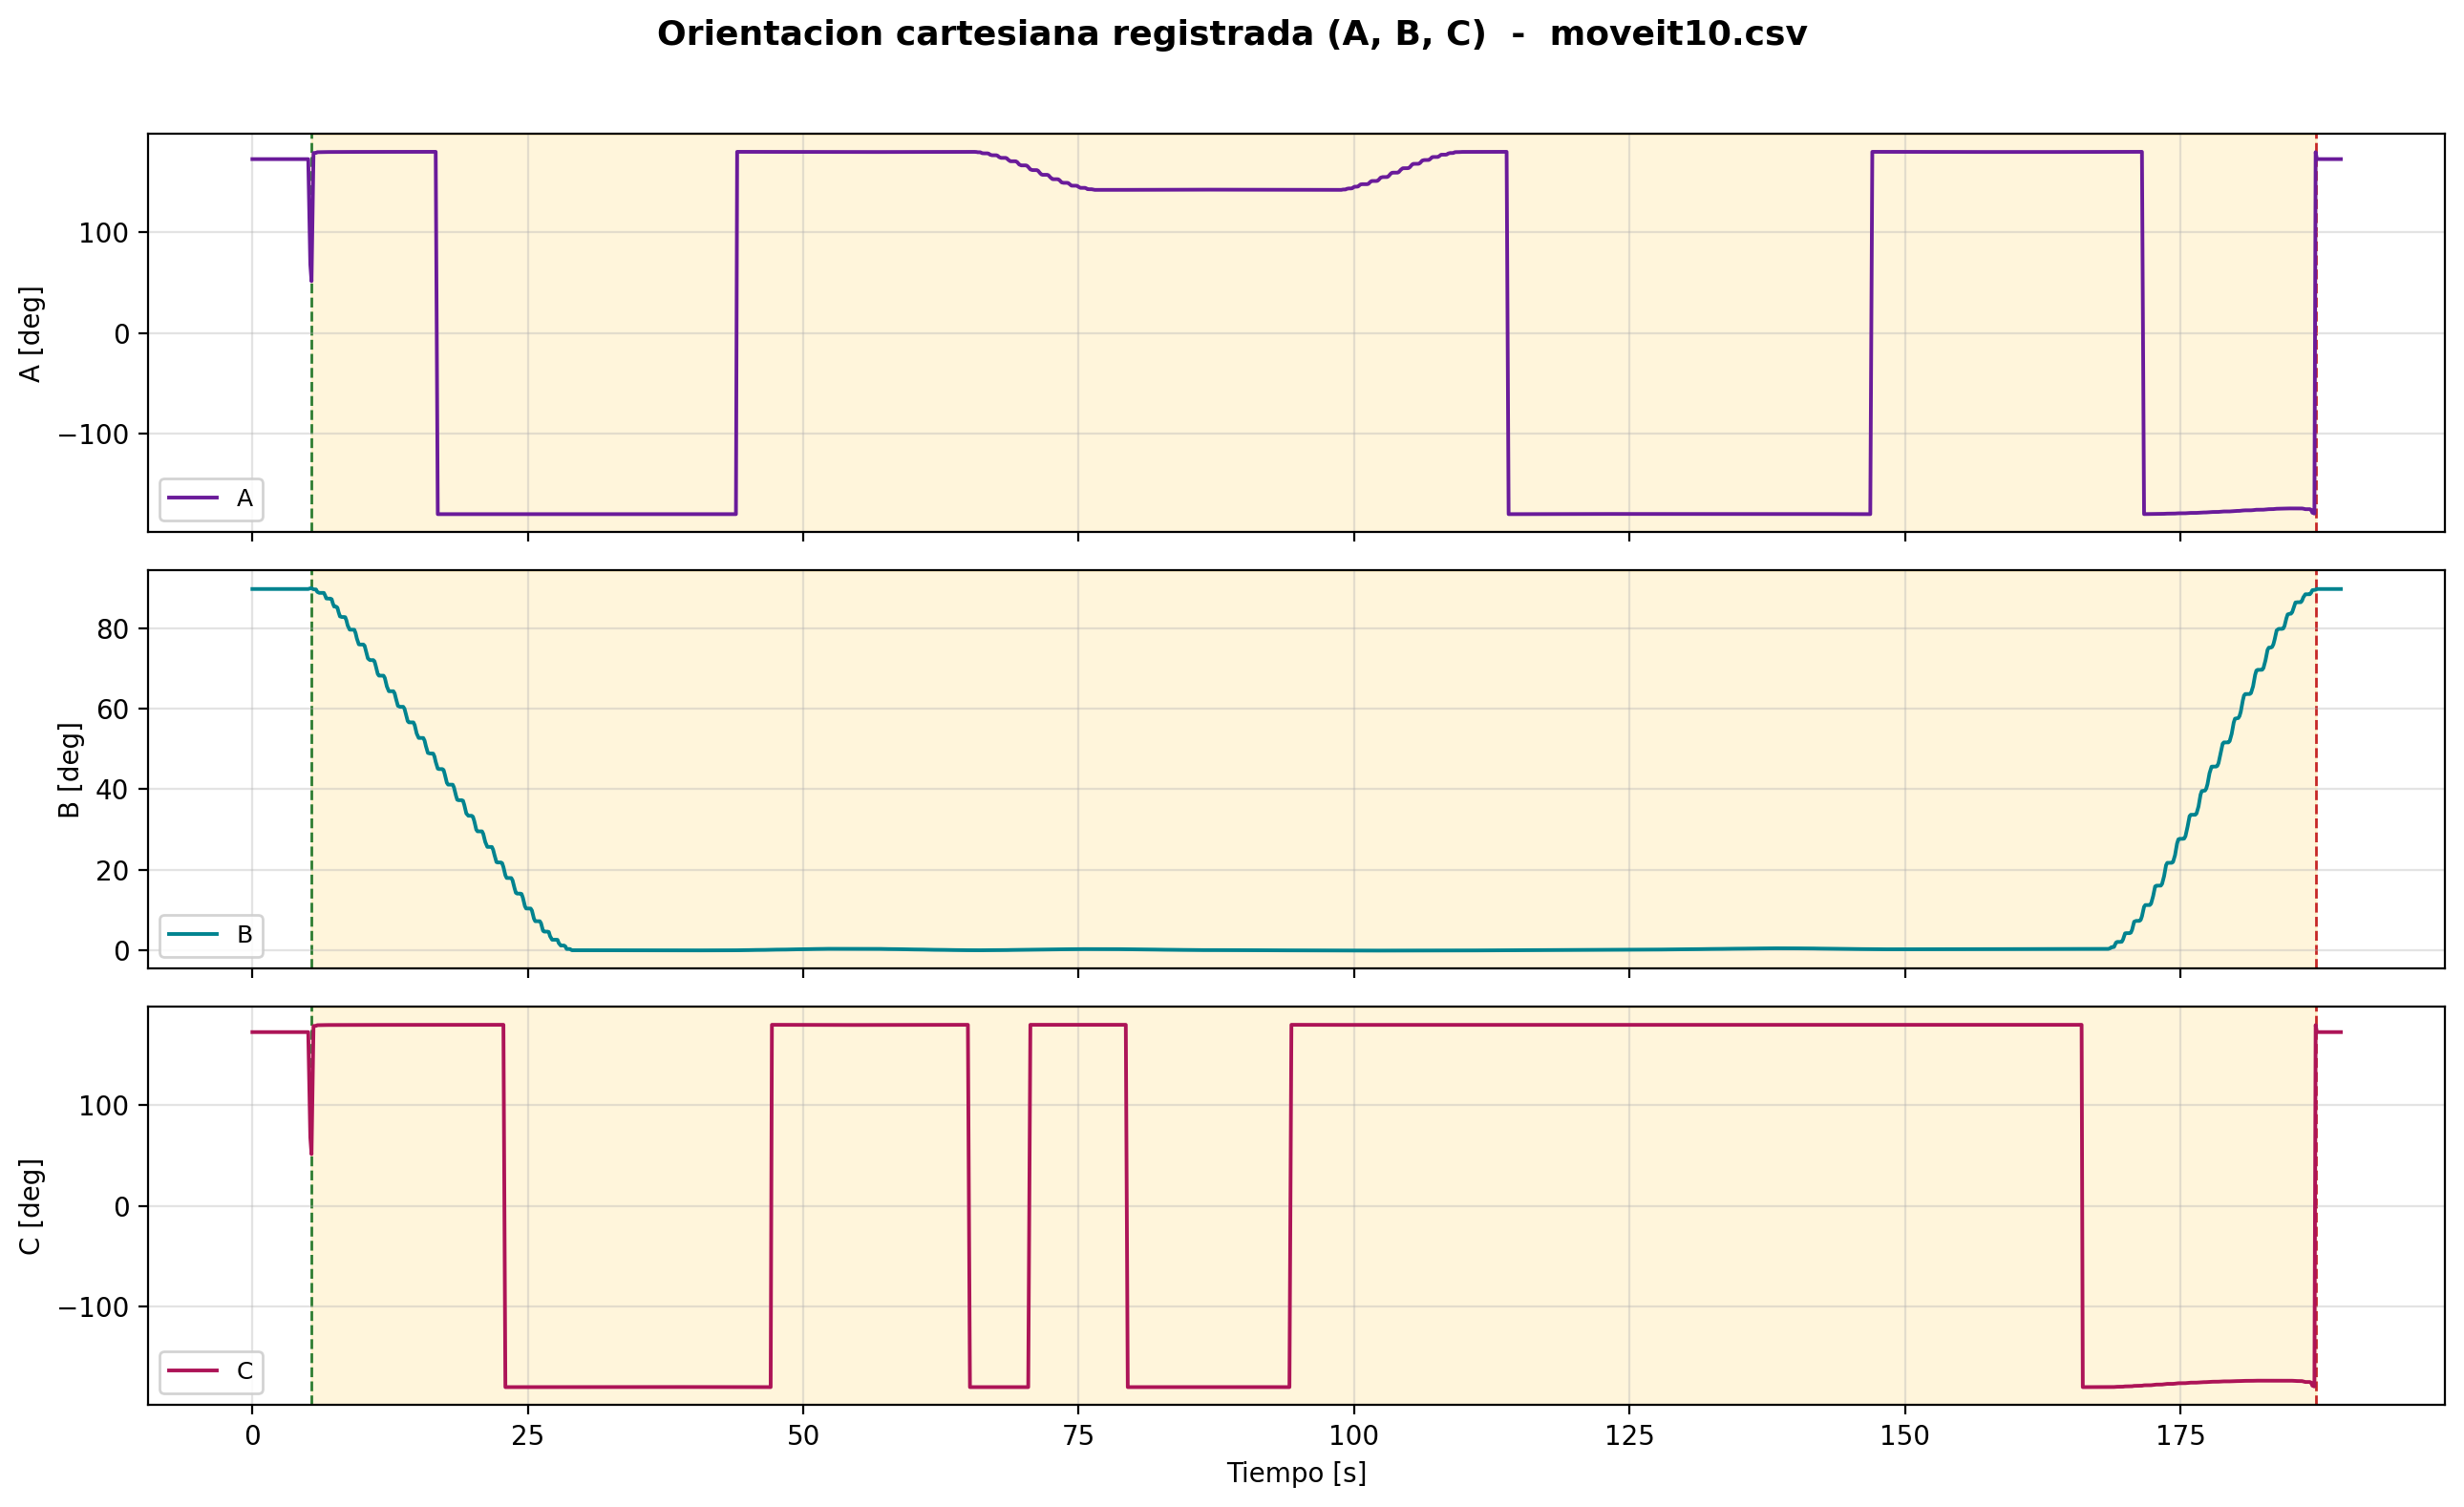 Orientacion cartesiana registrada (A, B, C)  -  moveit10.csv
A [deg]
100
0
−100
A
B [deg]
80
60
40
20
0
B
C [deg]
100
0
−100
C
0 25 50 75 100 125 150 175
Tiempo [s]